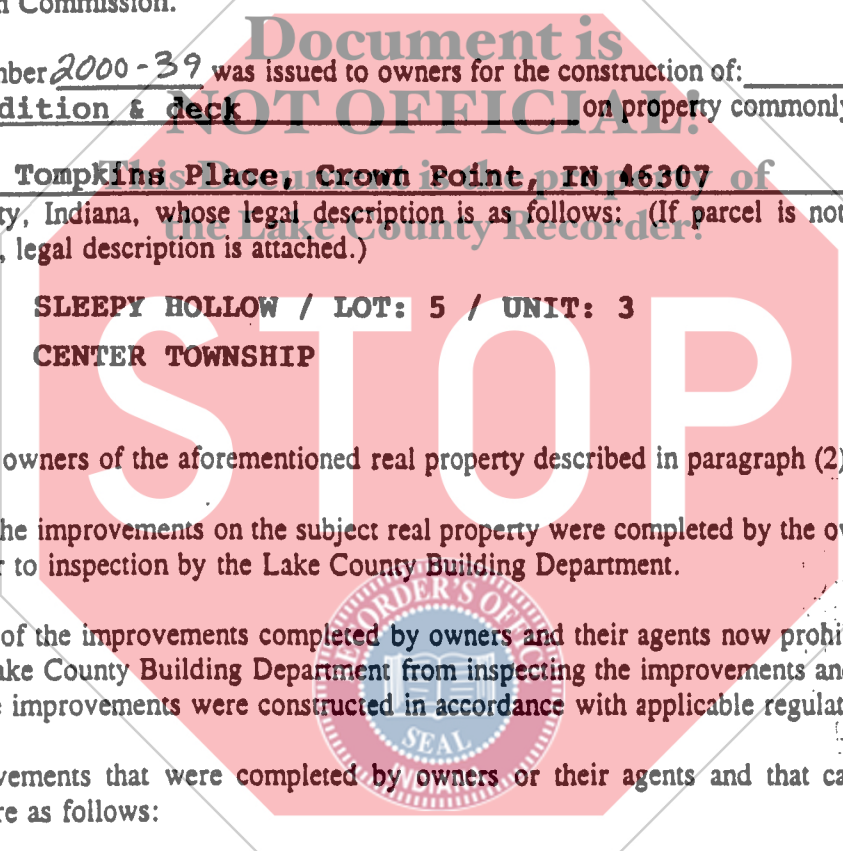 n Commission.
Document is
nber 2000-39 was issued to owners for the construction of:
NOT OFFICIAL!
dition & deck on property commonly
This Document is the property of
Tompkins Place, Crown Point, IN 46307
ty, Indiana, whose legal description is as follows: (If parcel is not
the Lake County Recorder!
, legal description is attached.)
SLEEPY HOLLOW / LOT: 5 / UNIT: 3
CENTER TOWNSHIP
STOP
owners of the aforementioned real property described in paragraph (2)
he improvements on the subject real property were completed by the ow
r to inspection by the Lake County Building Department.
of the improvements completed by owners and their agents now prohi
ake County Building Department from inspecting the improvements and
e improvements were constructed in accordance with applicable regulat
RECORDER'S OFFICE
SEAL
INDIANA
vements that were completed by owners or their agents and that ca
re as follows: